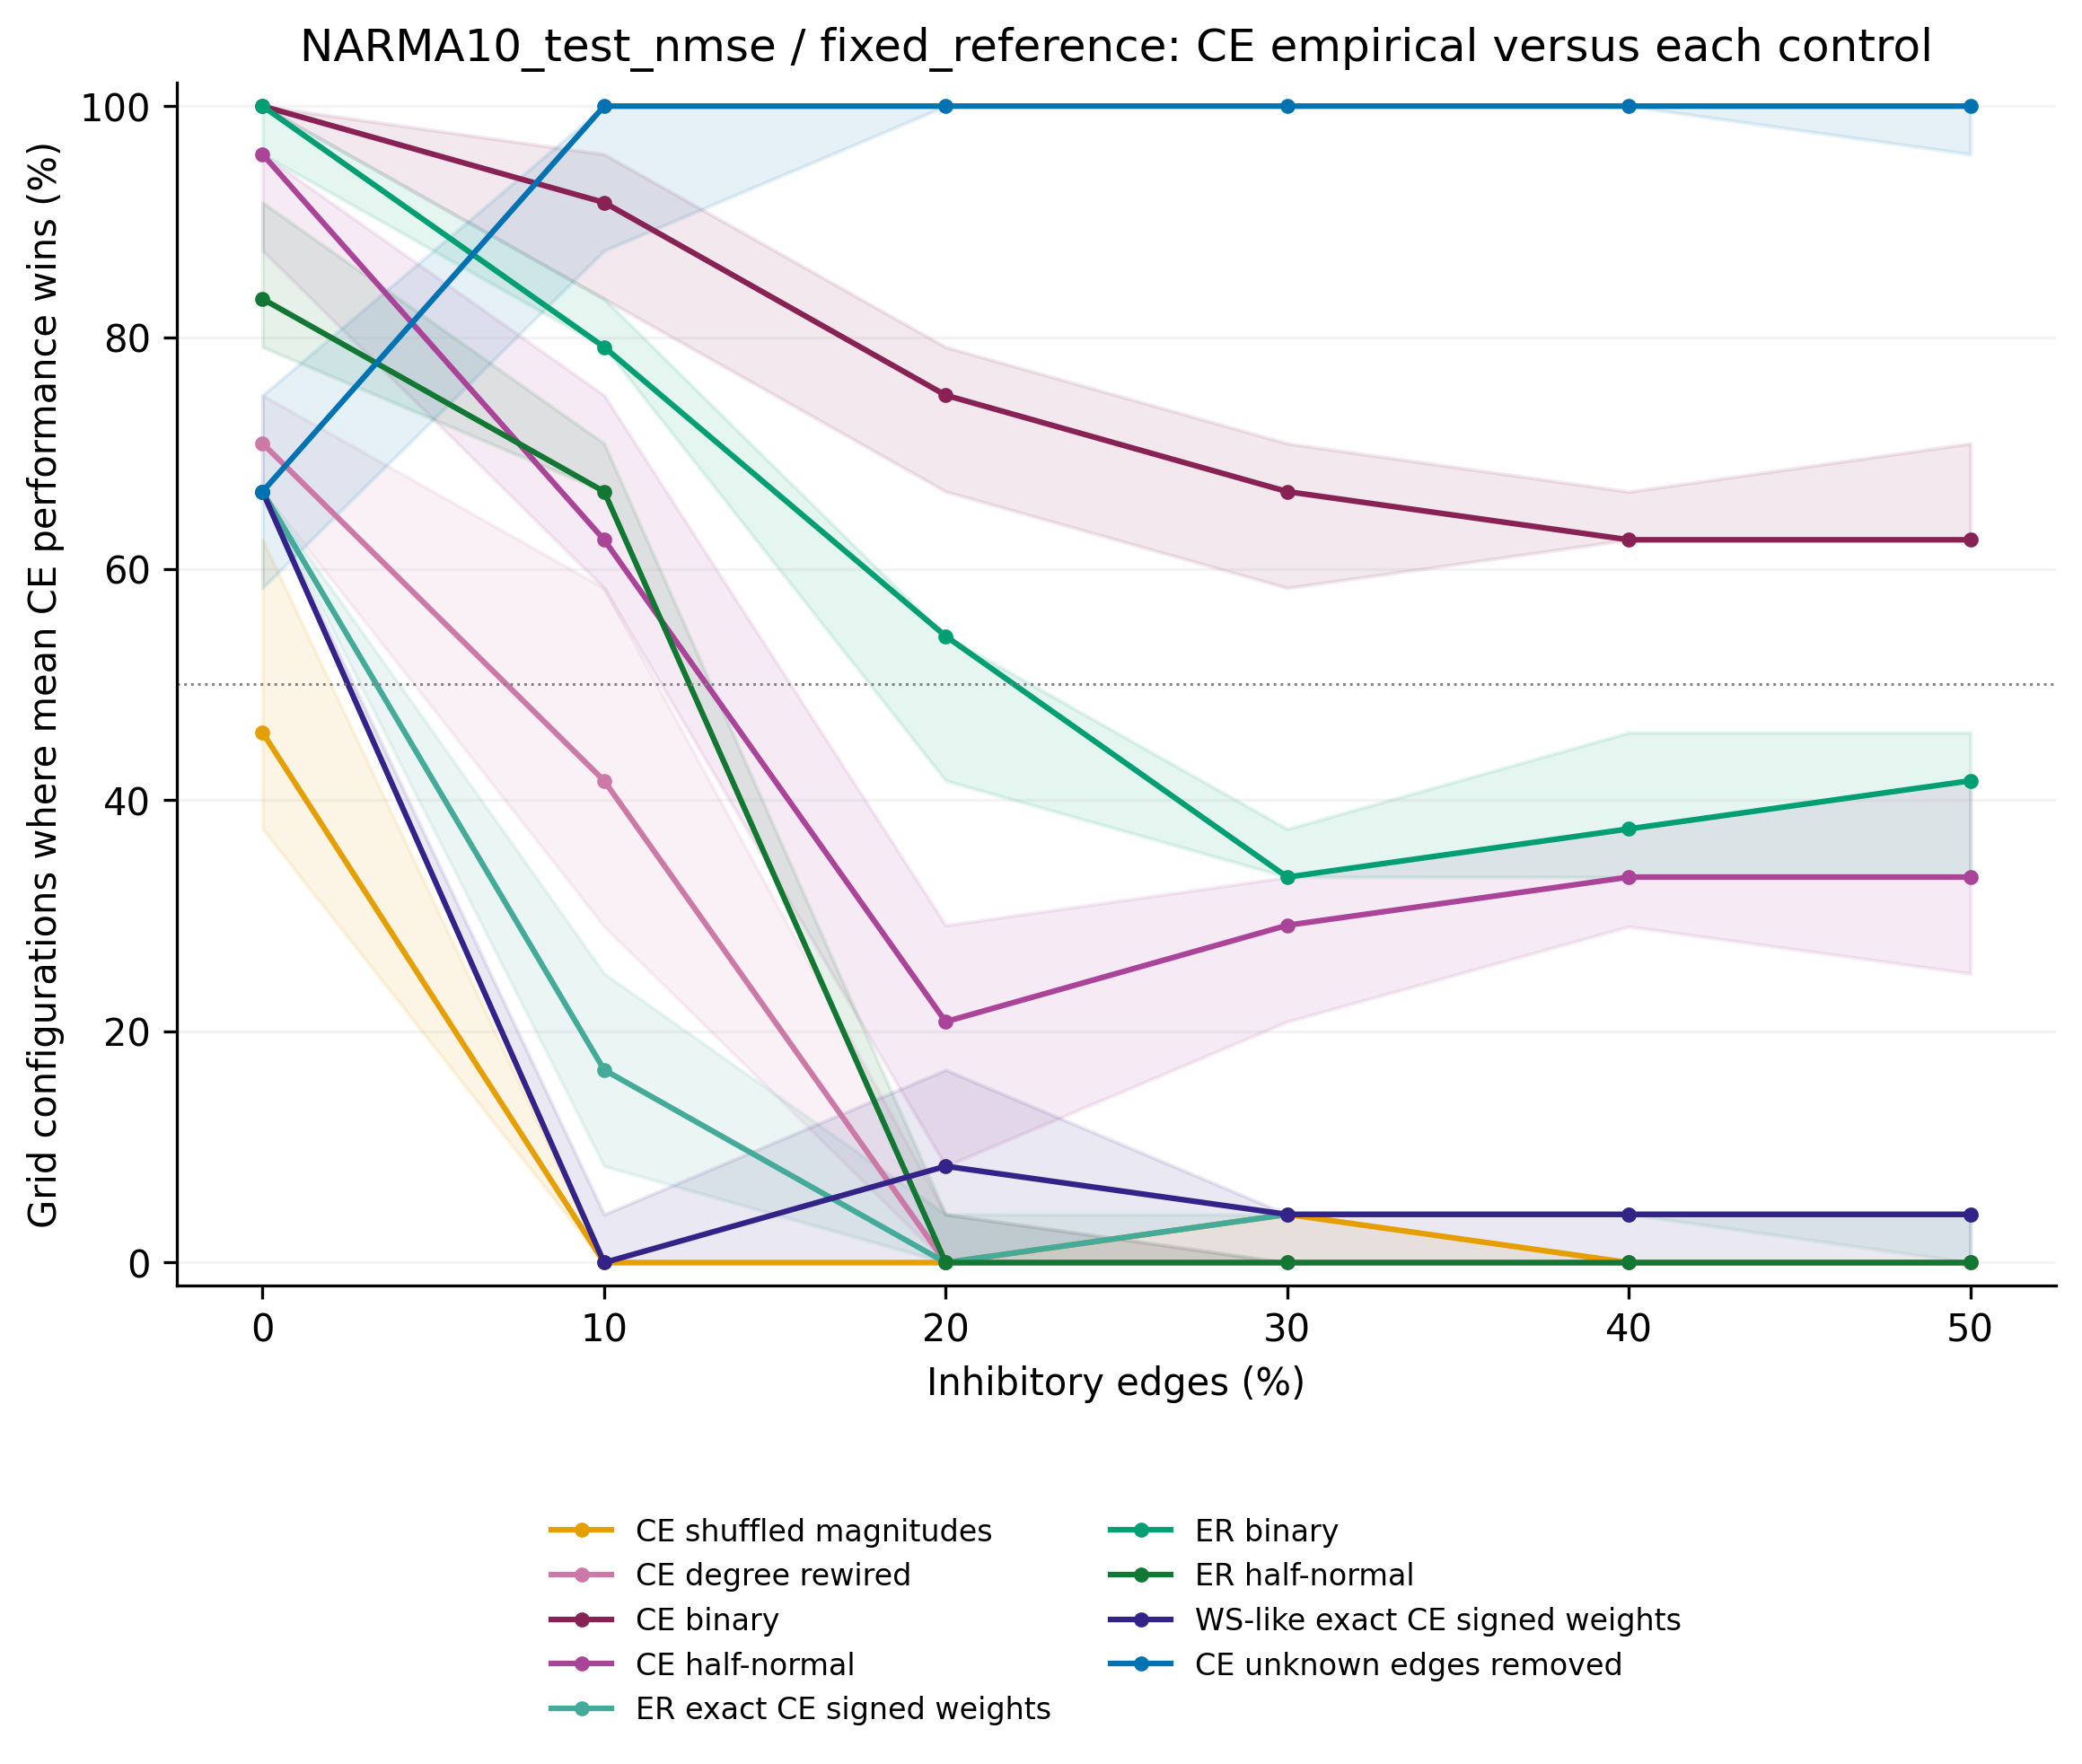 NARMA10_test_nmse / fixed_reference: CE empirical versus each control
Grid configurations where mean CE performance wins (%)
100
80
60
40
20
0
0 10 20 30 40 50
Inhibitory edges (%)
CE shuffled magnitudes
CE degree rewired
CE binary
CE half-normal
ER exact CE signed weights
ER binary
ER half-normal
WS-like exact CE signed weights
CE unknown edges removed